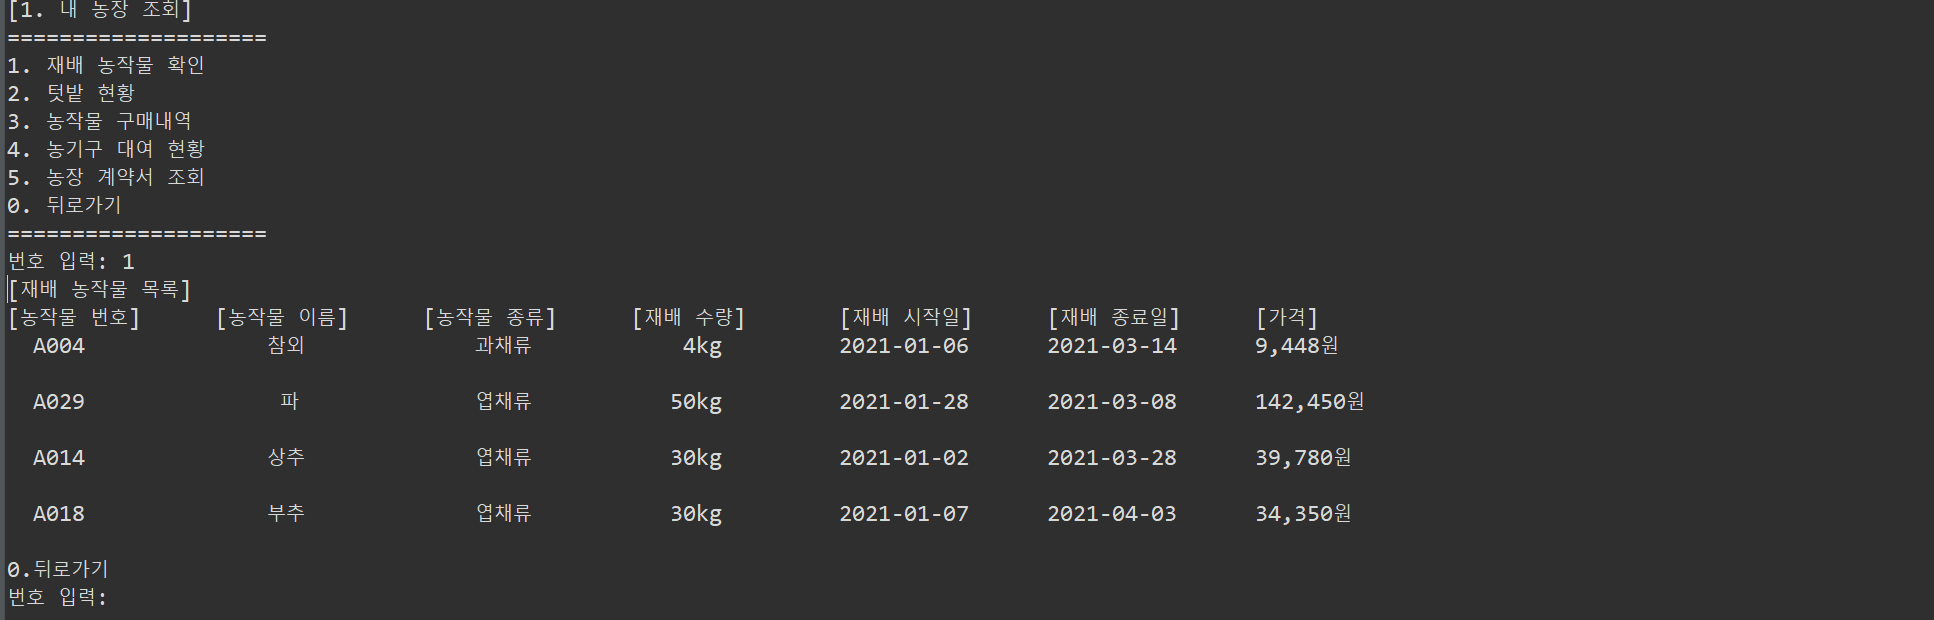 [1. 내 농장 조회]
====================
1. 재배 농작물 확인
2. 텃밭 현황
3. 농작물 구매내역
4. 농기구 대여 현황
5. 농장 계약서 조회
0. 뒤로가기
====================
번호 입력: 1
[재배 농작물 목록]
[농작물 번호] [농작물 이름] [농작물 종류] [재배 수량] [재배 시작일] [재배 종료일] [가격]
A004 참외 과채류 4kg 2021-01-06 2021-03-14 9,448원
A029 파 엽채류 50kg 2021-01-28 2021-03-08 142,450원
A014 상추 엽채류 30kg 2021-01-02 2021-03-28 39,780원
A018 부추 엽채류 30kg 2021-01-07 2021-04-03 34,350원
0.뒤로가기
번호 입력: